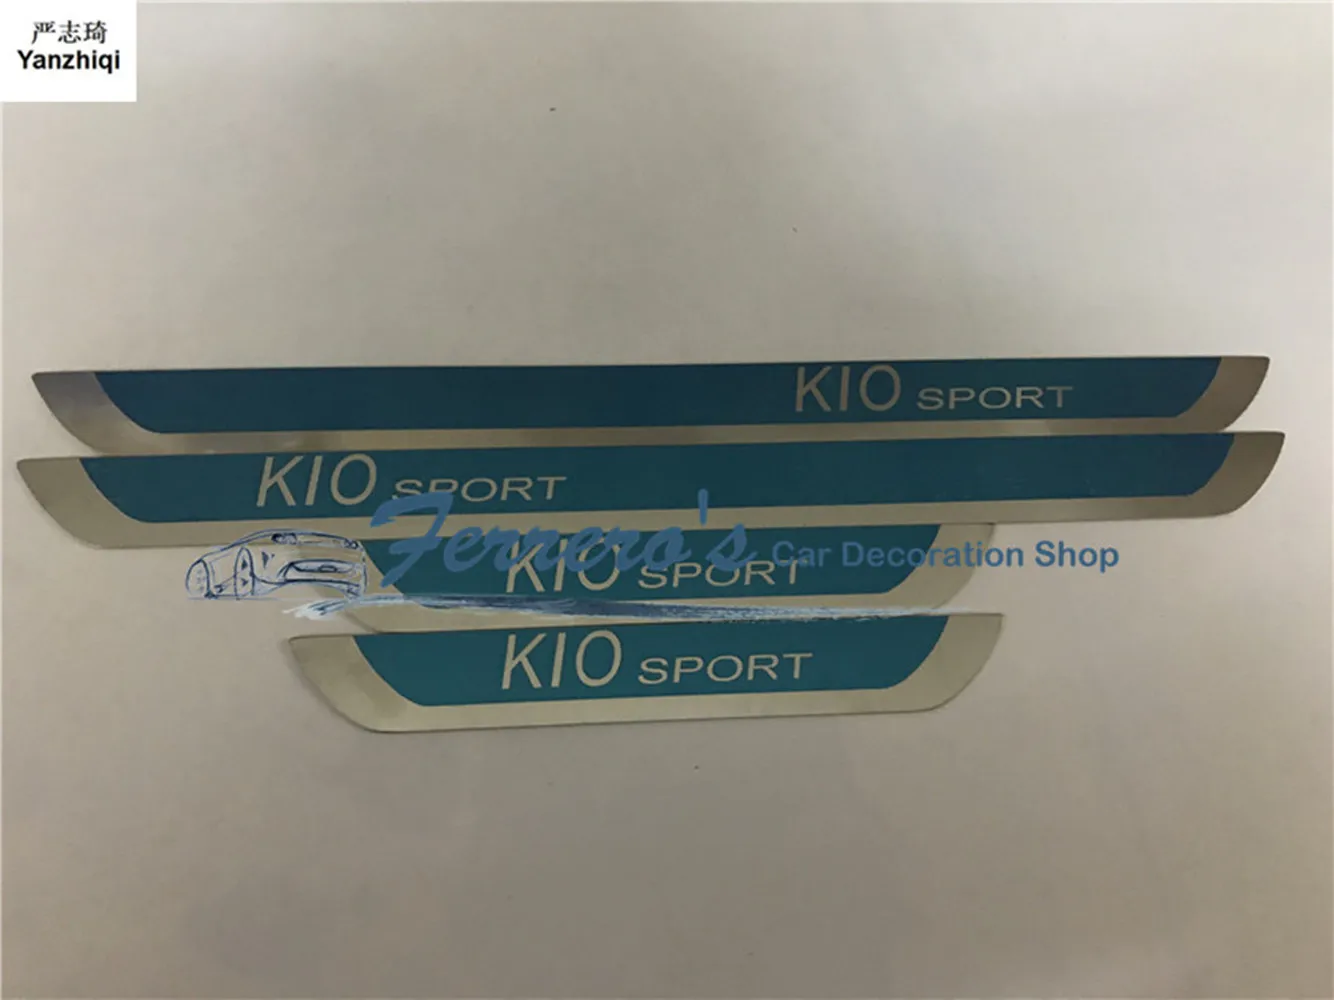 严志琦
Yanzhiqi
KIO SPORT
KIO SPORT
Ferrero's Car Decoration Shop
KIO SPORT
KIO SPORT